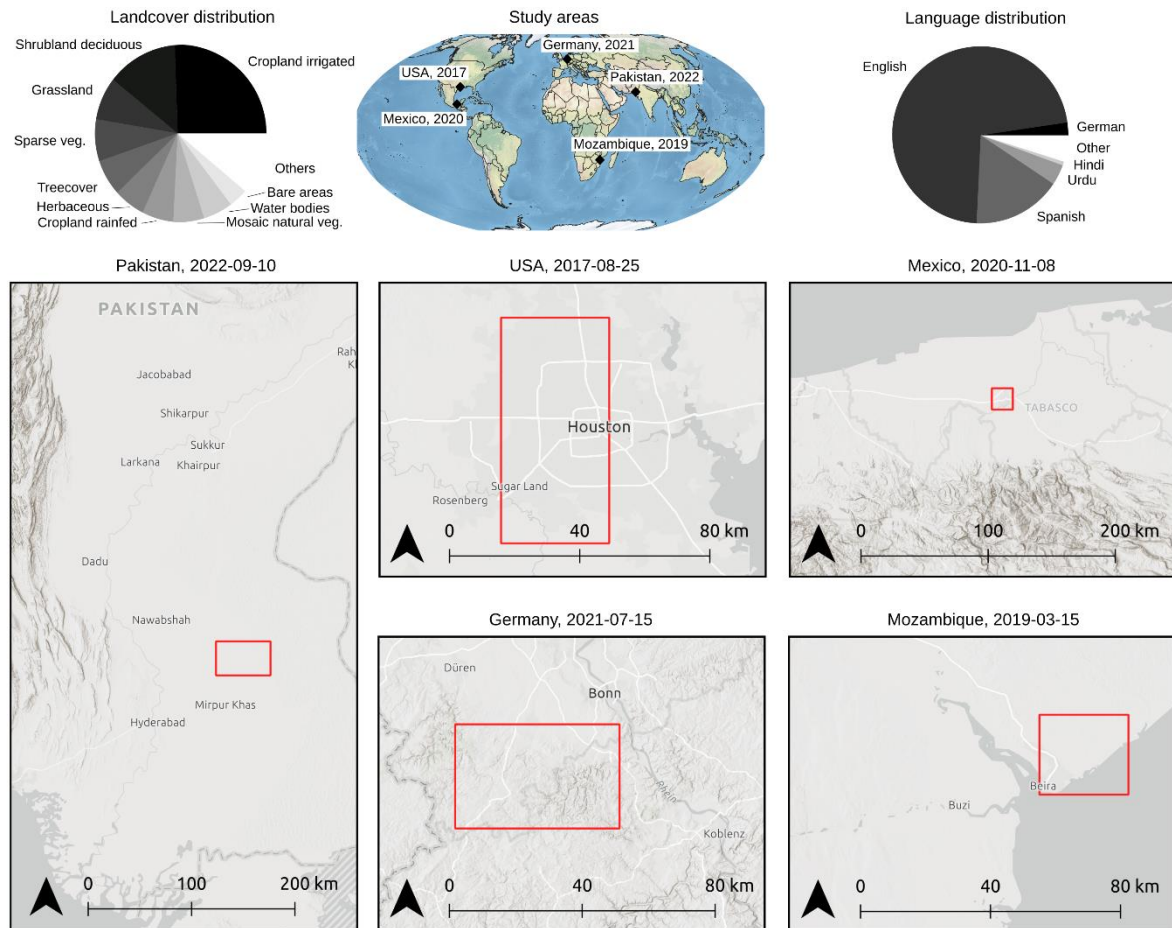 Landcover distribution
Shrubland deciduous
Cropland irrigated
Grassland
Sparse veg.
Treecover
Herbaceous
Cropland rainfed
Others
Bare areas
Water bodies
Mosaic natural veg.
Study areas
Germany, 2021
USA, 2017
Pakistan, 2022
Mexico, 2020
Mozambique, 2019
Language distribution
English
German
Other
Hindi
Urdu
Spanish
Pakistan, 2022-09-10
PAKISTAN
Jacobabad
Shikarpur
Sukkur
Larkana
Khairpur
Dadu
Nawabshah
Mirpur Khas
Hyderabad
0 100 200 km
USA, 2017-08-25
Houston
Sugar Land
Rosenberg
0 40 80 km
Mexico, 2020-11-08
TABASCO
0 100 200 km
Germany, 2021-07-15
Düren
Bonn
Rhein
Koblenz
0 40 80 km
Mozambique, 2019-03-15
Beira
Buzi
0 40 80 km